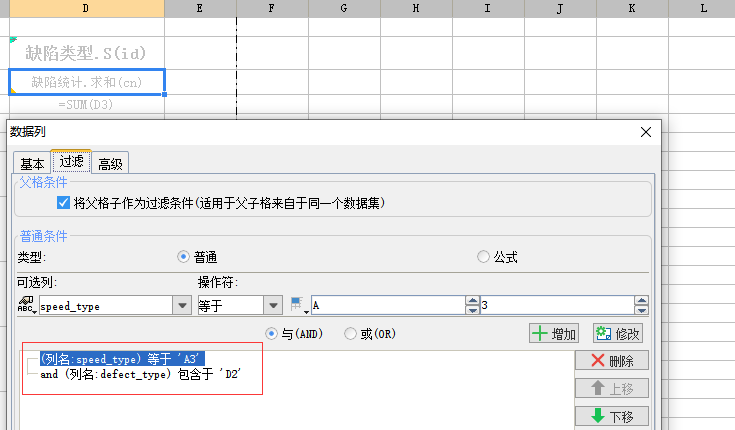 D E F G H I J K L
缺陷类型.S(id)
缺陷统计.求和(cn)
=SUM(D3)
数据列
基本 过滤 高级
父格条件
将父格子作为过滤条件(适用于父子格来自于同一个数据集)
普通条件
类型: 普通 公式
可选列: 操作符:
ABC speed_type 等于 A 3
与(AND) 或(OR) 增加 修改
(列名:speed_type) 等于 'A3' 删除
and (列名:defect_type) 包含于 'D2' 上移
下移